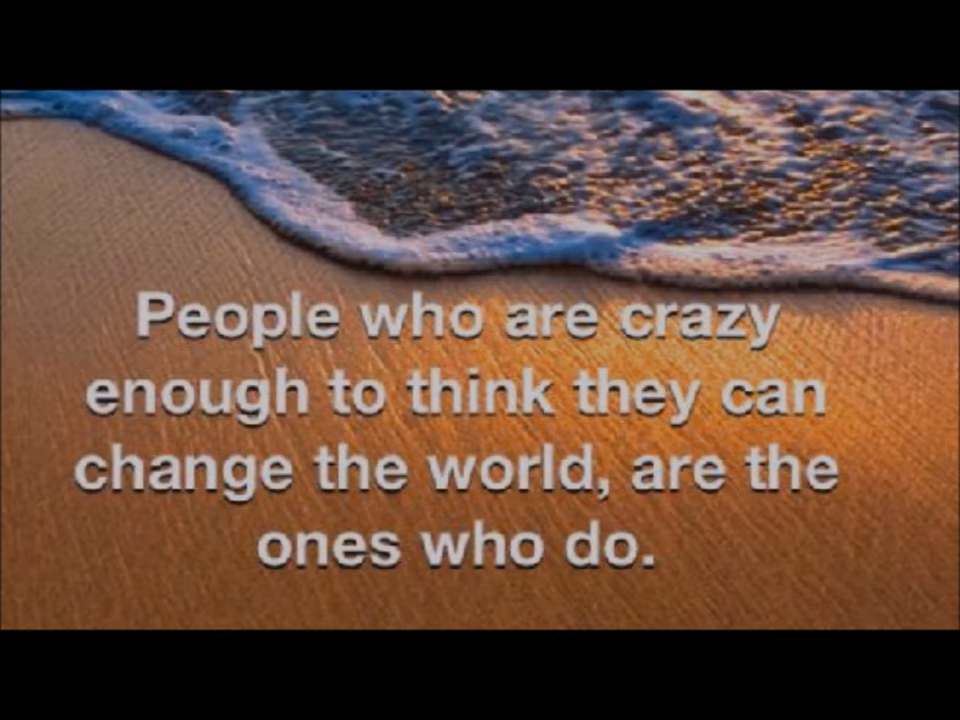 People who are crazy
enough to think they can
change the world, are the
ones who do.